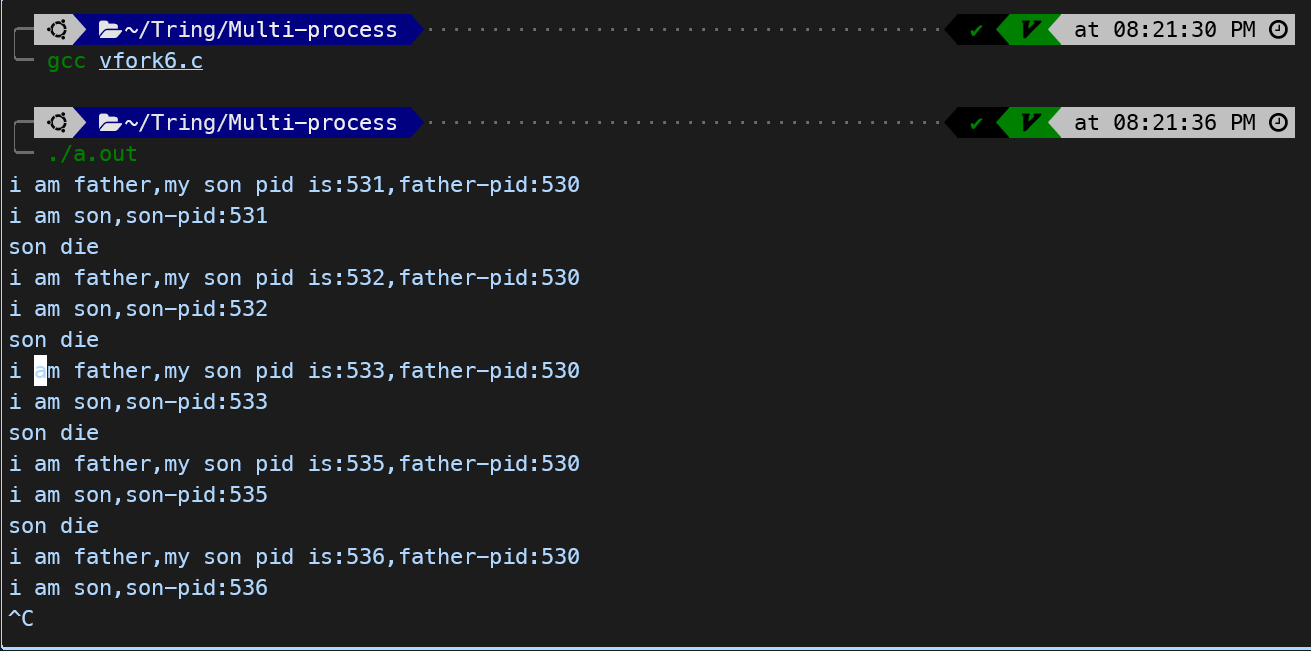 ~/Tring/Multi-process ✔ V at 08:21:30 PM
gcc vfork6.c
~/Tring/Multi-process ✔ V at 08:21:36 PM
./a.out
i am father,my son pid is:531,father-pid:530
i am son,son-pid:531
son die
i am father,my son pid is:532,father-pid:530
i am son,son-pid:532
son die
i am father,my son pid is:533,father-pid:530
i am son,son-pid:533
son die
i am father,my son pid is:535,father-pid:530
i am son,son-pid:535
son die
i am father,my son pid is:536,father-pid:530
i am son,son-pid:536
^C